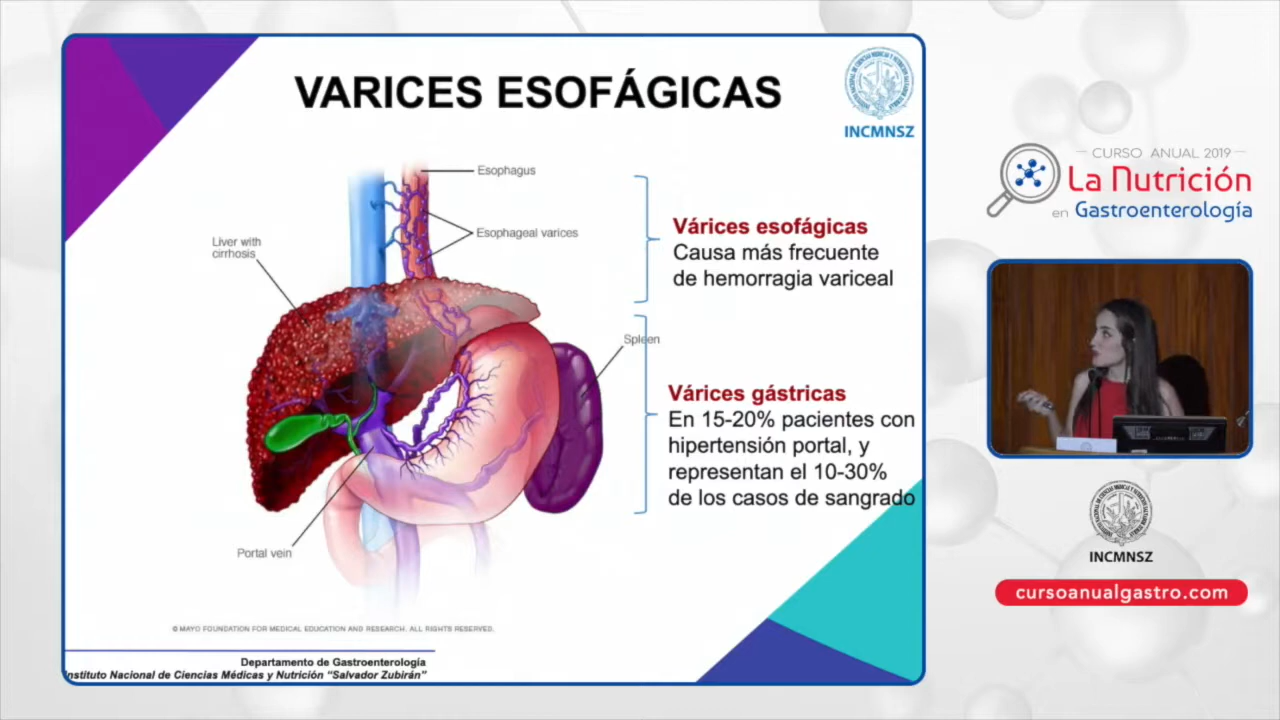 VARICES ESOFÁGICAS
INCMNSZ
Esophagus
Esophageal varices
Liver with
cirrhosis
Spleen
Portal vein
Várices esofágicas
Causa más frecuente
de hemorragia variceal
Várices gástricas
En 15-20% pacientes con
hipertensión portal, y
representan el 10-30%
de los casos de sangrado
© MAYO FOUNDATION FOR MEDICAL EDUCATION AND RESEARCH. ALL RIGHTS RESERVED.
Departamento de Gastroenterología
nstituto Nacional de Ciencias Médicas y Nutrición “Salvador Zubirán”
CURSO ANUAL 2019
La Nutrición
en Gastroenterología
INCMNSZ
cursoanualgastro.com